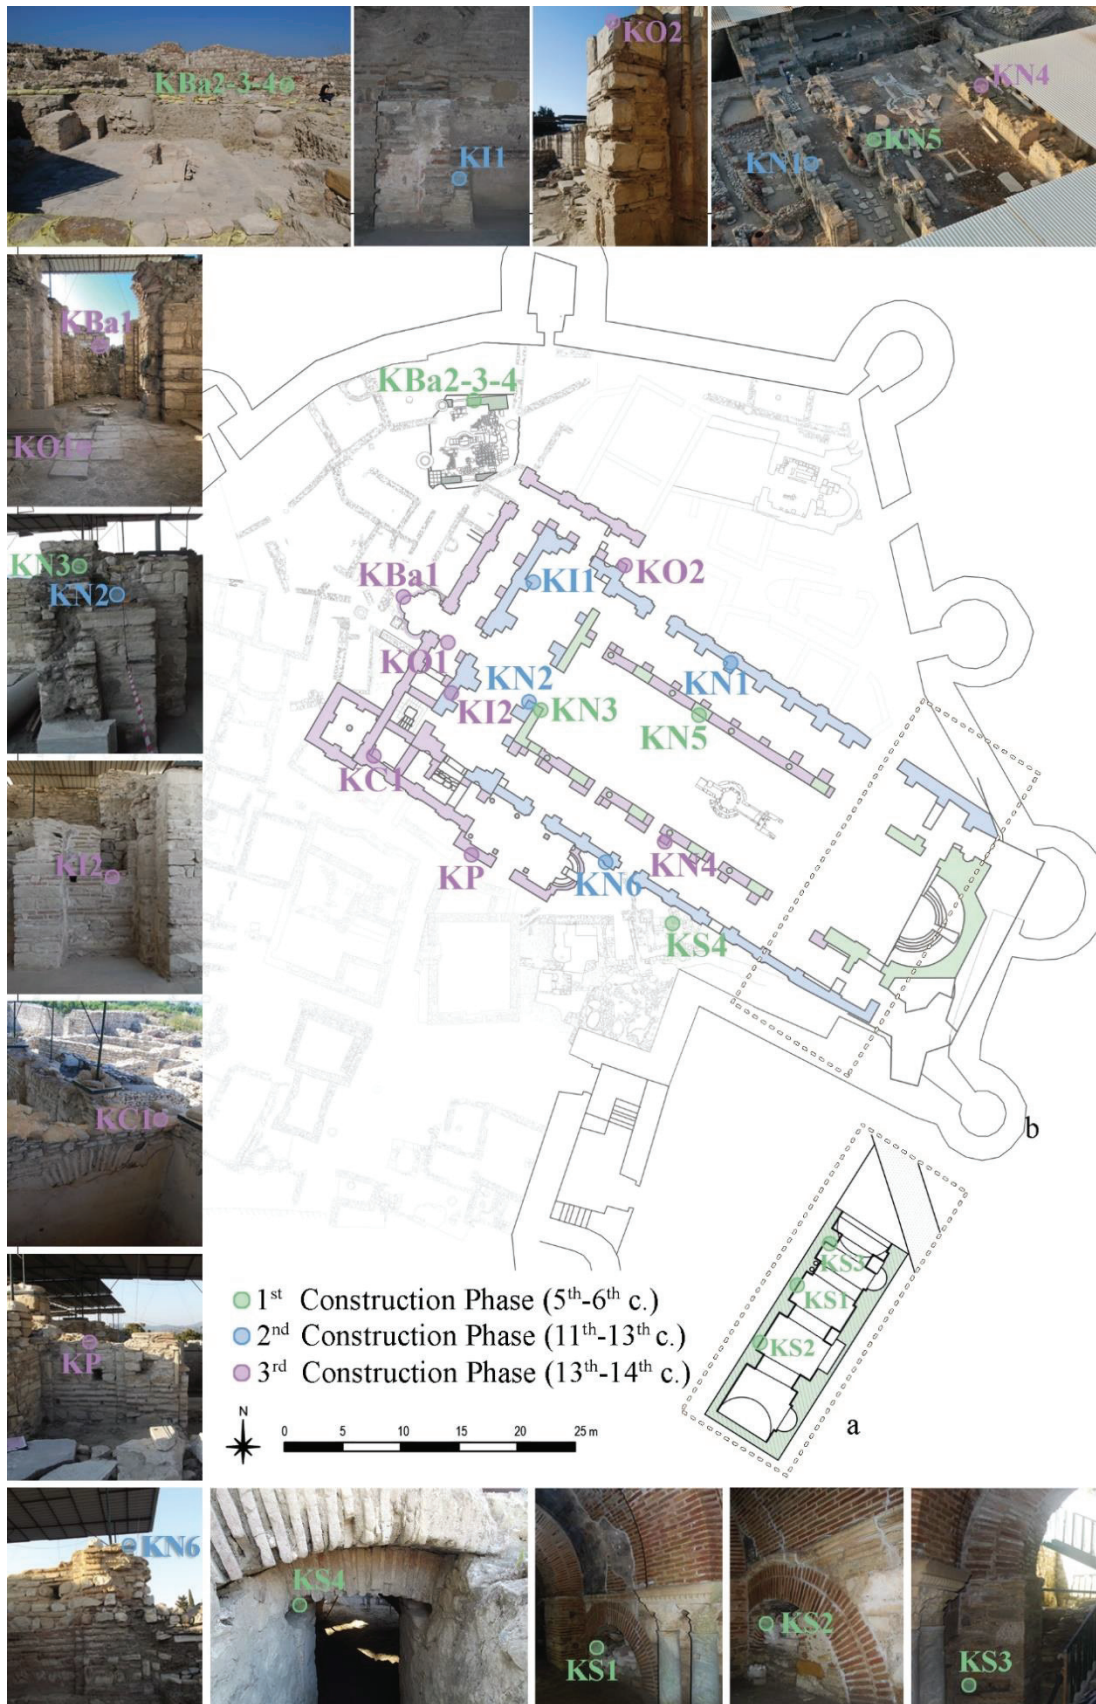 KBa2-3-4
KI1
KO2
KN4
KN5
KN1
KBa1
KO1
KN3
KN2
KI2
KC1
KP
KBa2-3-4
KBa1
KI1
KO2
KO1
KN2
KN1
KI2
KN3
KN5
KC1
KP
KN6
KN4
KS4
b
KS3
KS1
KS2
a
1st Construction Phase (5th-6th c.)
2nd Construction Phase (11th-13th c.)
3rd Construction Phase (13th-14th c.)
N
0 5 10 15 20 25 m
KN6
KS4
KS1
KS2
KS3